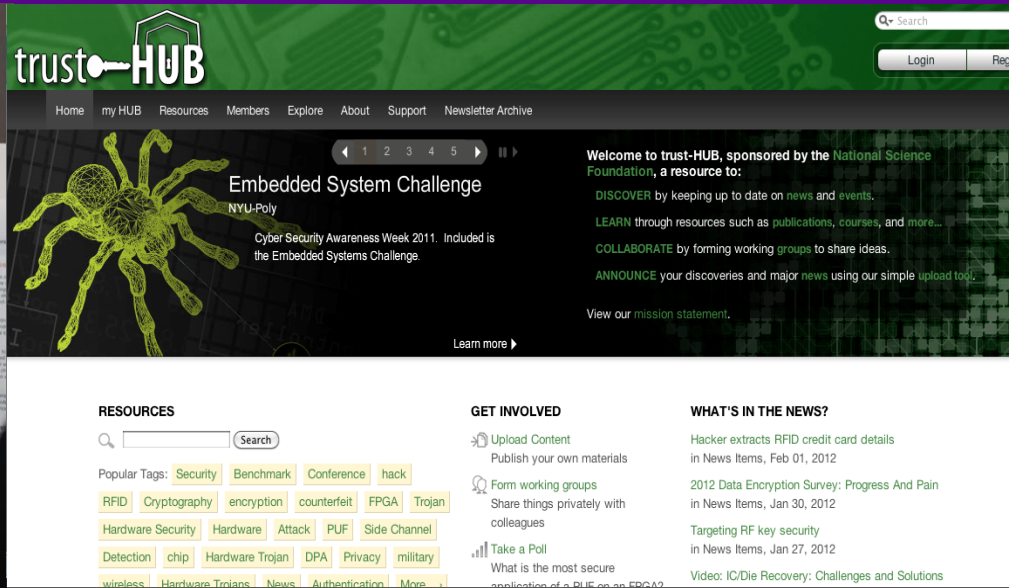 trust HUB
Search
Login
Home my HUB Resources Members Explore About Support Newsletter Archive
1 2 3 4 5
Embedded System Challenge
NYU-Poly
Cyber Security Awareness Week 2011. Included is
the Embedded Systems Challenge.
Learn more
Welcome to trust-HUB, sponsored by the National Science
Foundation, a resource to:
DISCOVER by keeping up to date on news and events.
LEARN through resources such as publications, courses, and more...
COLLABORATE by forming working groups to share ideas.
ANNOUNCE your discoveries and major news using our simple upload tool.
View our mission statement.
RESOURCES
Search
Popular Tags: Security Benchmark Conference hack
RFID Cryptography encryption counterfeit FPGA Trojan
Hardware Security Hardware Attack PUF Side Channel
Detection chip Hardware Trojan DPA Privacy military
wireless Hardware Trojans News Authentication More
GET INVOLVED
Upload Content
Publish your own materials
Form working groups
Share things privately with
colleagues
Take a Poll
What is the most secure
application of a PUF on an FPGA?
WHAT'S IN THE NEWS?
Hacker extracts RFID credit card details
in News Items, Feb 01, 2012
2012 Data Encryption Survey: Progress And Pain
in News Items, Jan 30, 2012
Targeting RF key security
in News Items, Jan 27, 2012
Video: IC/Die Recovery: Challenges and Solutions